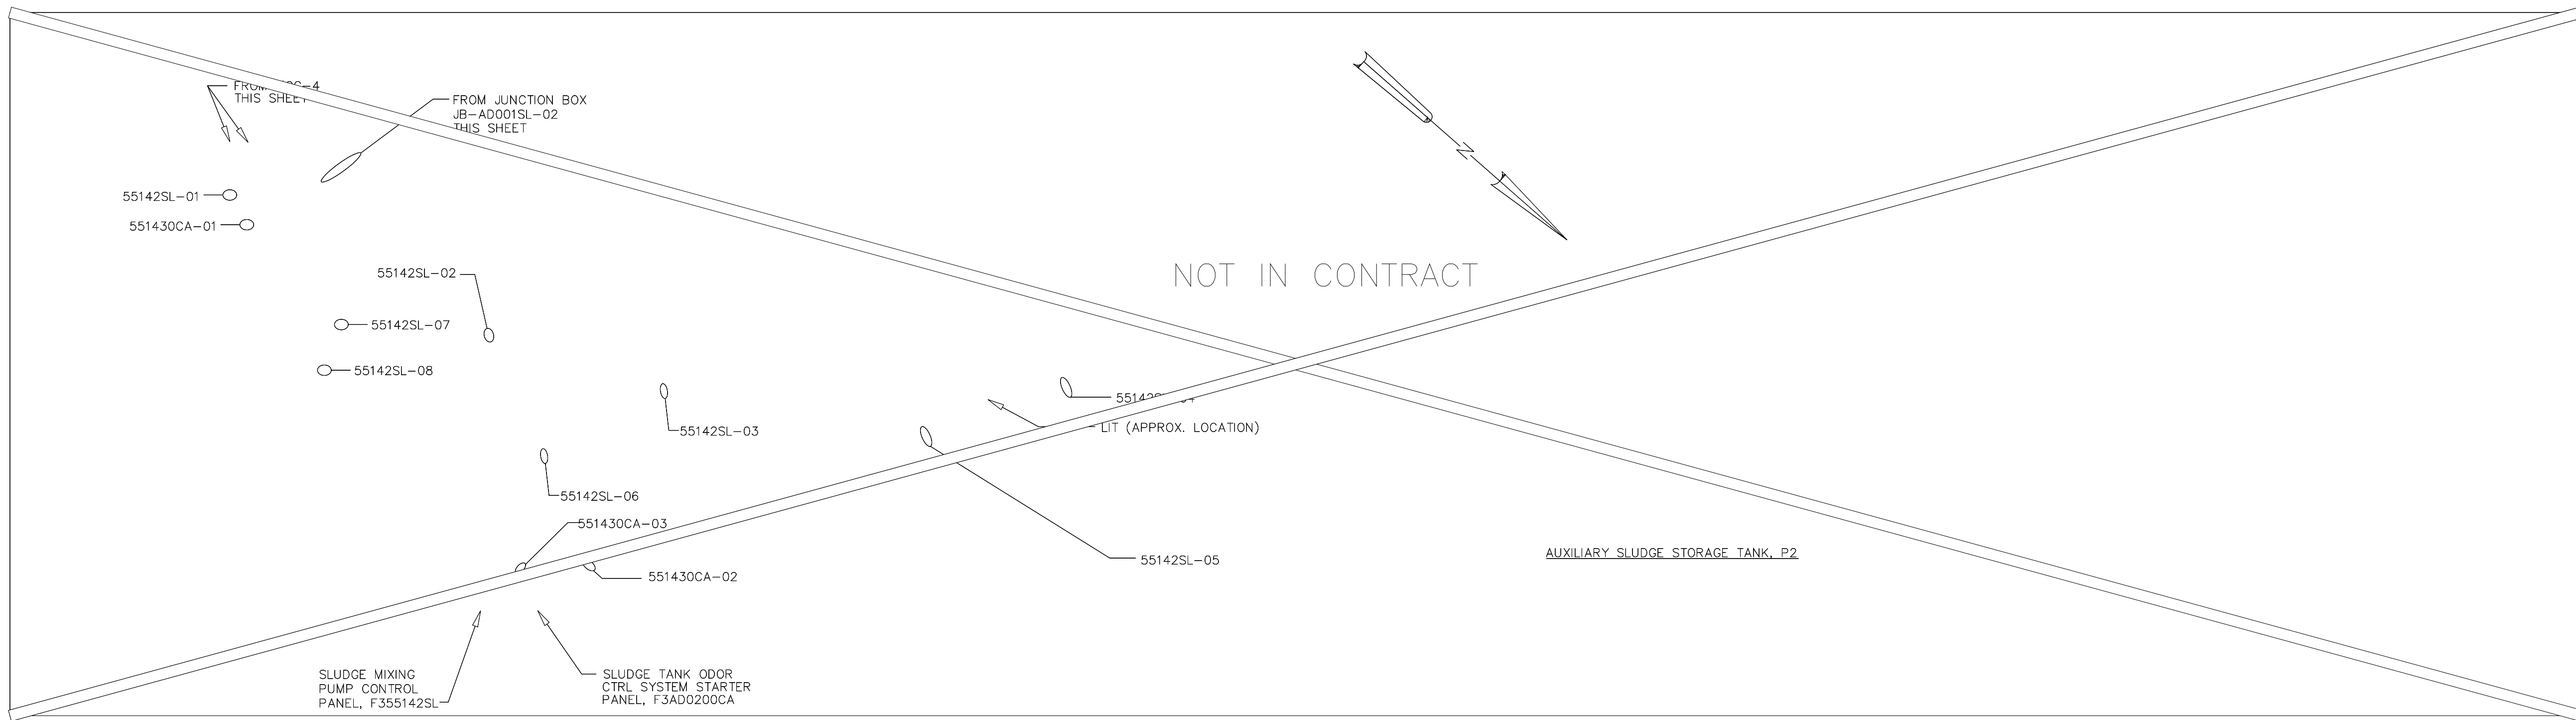 THIS SHEET
FROM JUNCTION BOX
JB-AD001SL-02
THIS SHEET
N
55142SL-01
551430CA-01
NOT IN CONTRACT
55142SL-02
55142SL-07
55142SL-08
55142SL-03
LIT (APPROX. LOCATION)
55142SL-06
551430CA-03
55142SL-05
AUXILIARY SLUDGE STORAGE TANK, P2
551430CA-02
SLUDGE MIXING
PUMP CONTROL
PANEL, F355142SL
SLUDGE TANK ODOR
CTRL SYSTEM STARTER
PANEL, F3AD0200CA